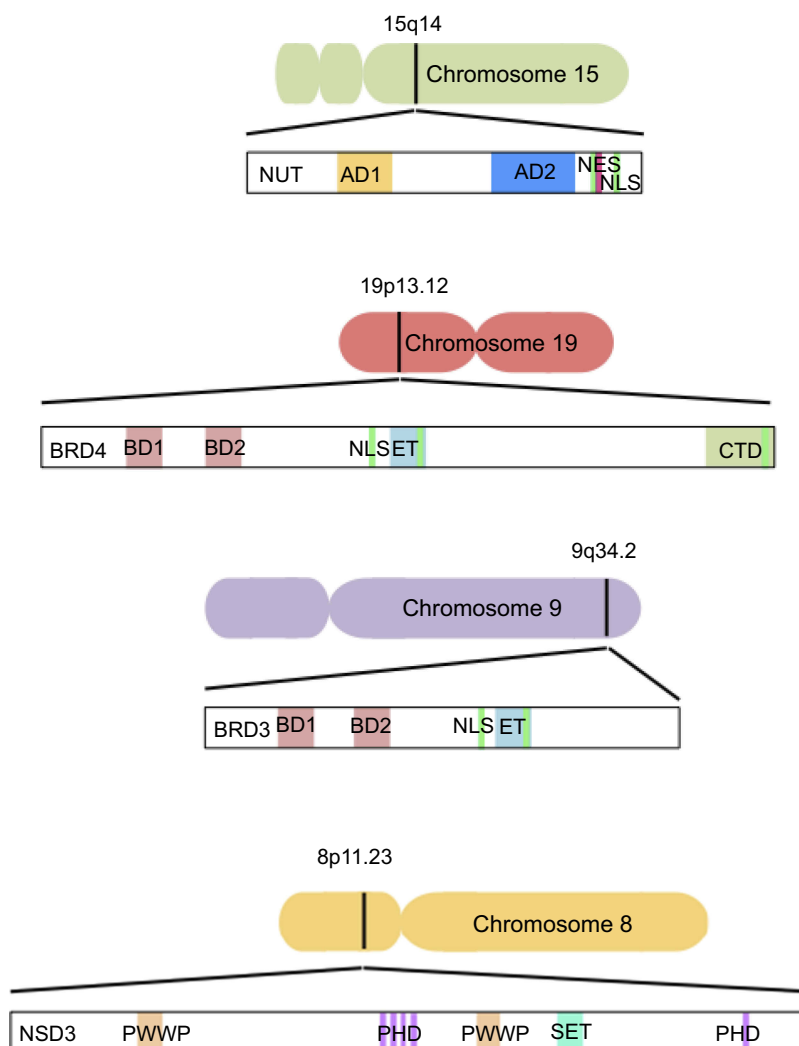 15q14
Chromosome 15
NUT AD1 AD2 NES NLS
19p13.12
Chromosome 19
BRD4 BD1 BD2 NLS ET CTD
9q34.2
Chromosome 9
BRD3 BD1 BD2 NLS ET
8p11.23
Chromosome 8
NSD3 PWWP PHD PWWP SET PHD